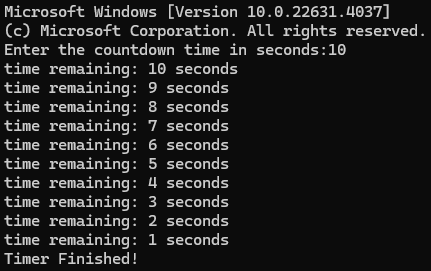 Microsoft Windows [Version 10.0.22631.4037]
(c) Microsoft Corporation. All rights reserved.
Enter the countdown time in seconds:10
time remaining: 10 seconds
time remaining: 9 seconds
time remaining: 8 seconds
time remaining: 7 seconds
time remaining: 6 seconds
time remaining: 5 seconds
time remaining: 4 seconds
time remaining: 3 seconds
time remaining: 2 seconds
time remaining: 1 seconds
Timer Finished!